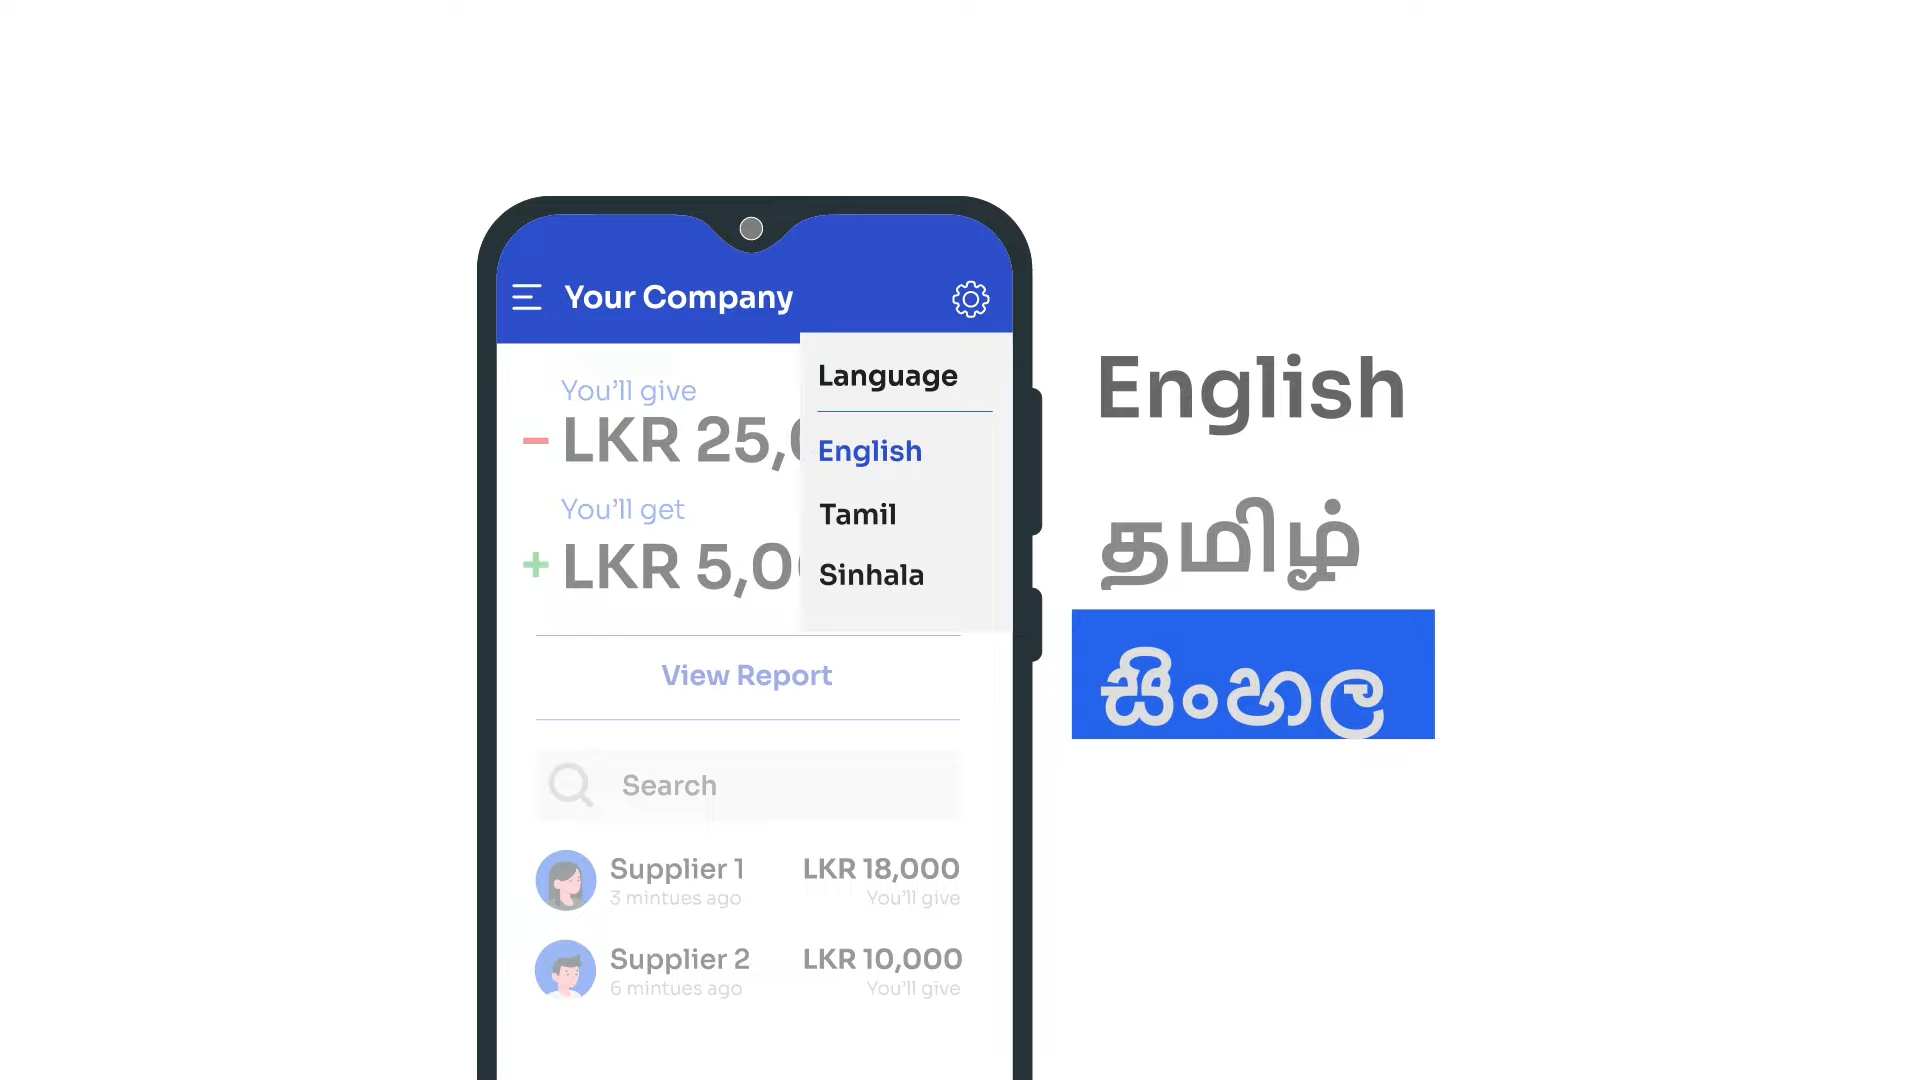 Your Company
Language
English
Tamil
Sinhala
You'll give
LKR 25,
You'll get
LKR 5,0
View Report
Search
Supplier 1
3 mintues ago
LKR 18,000
You'll give
Supplier 2
6 mintues ago
LKR 10,000
You'll give
English
தமிழ்
සිංහල